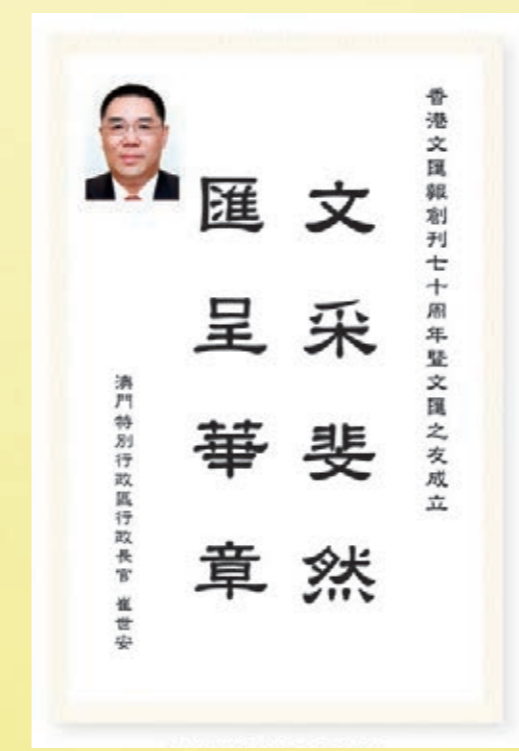 香港文匯報創刊七十周年暨文匯之友成立
文采斐然
匯呈華章
澳門特別行政區行政長官 崔世安